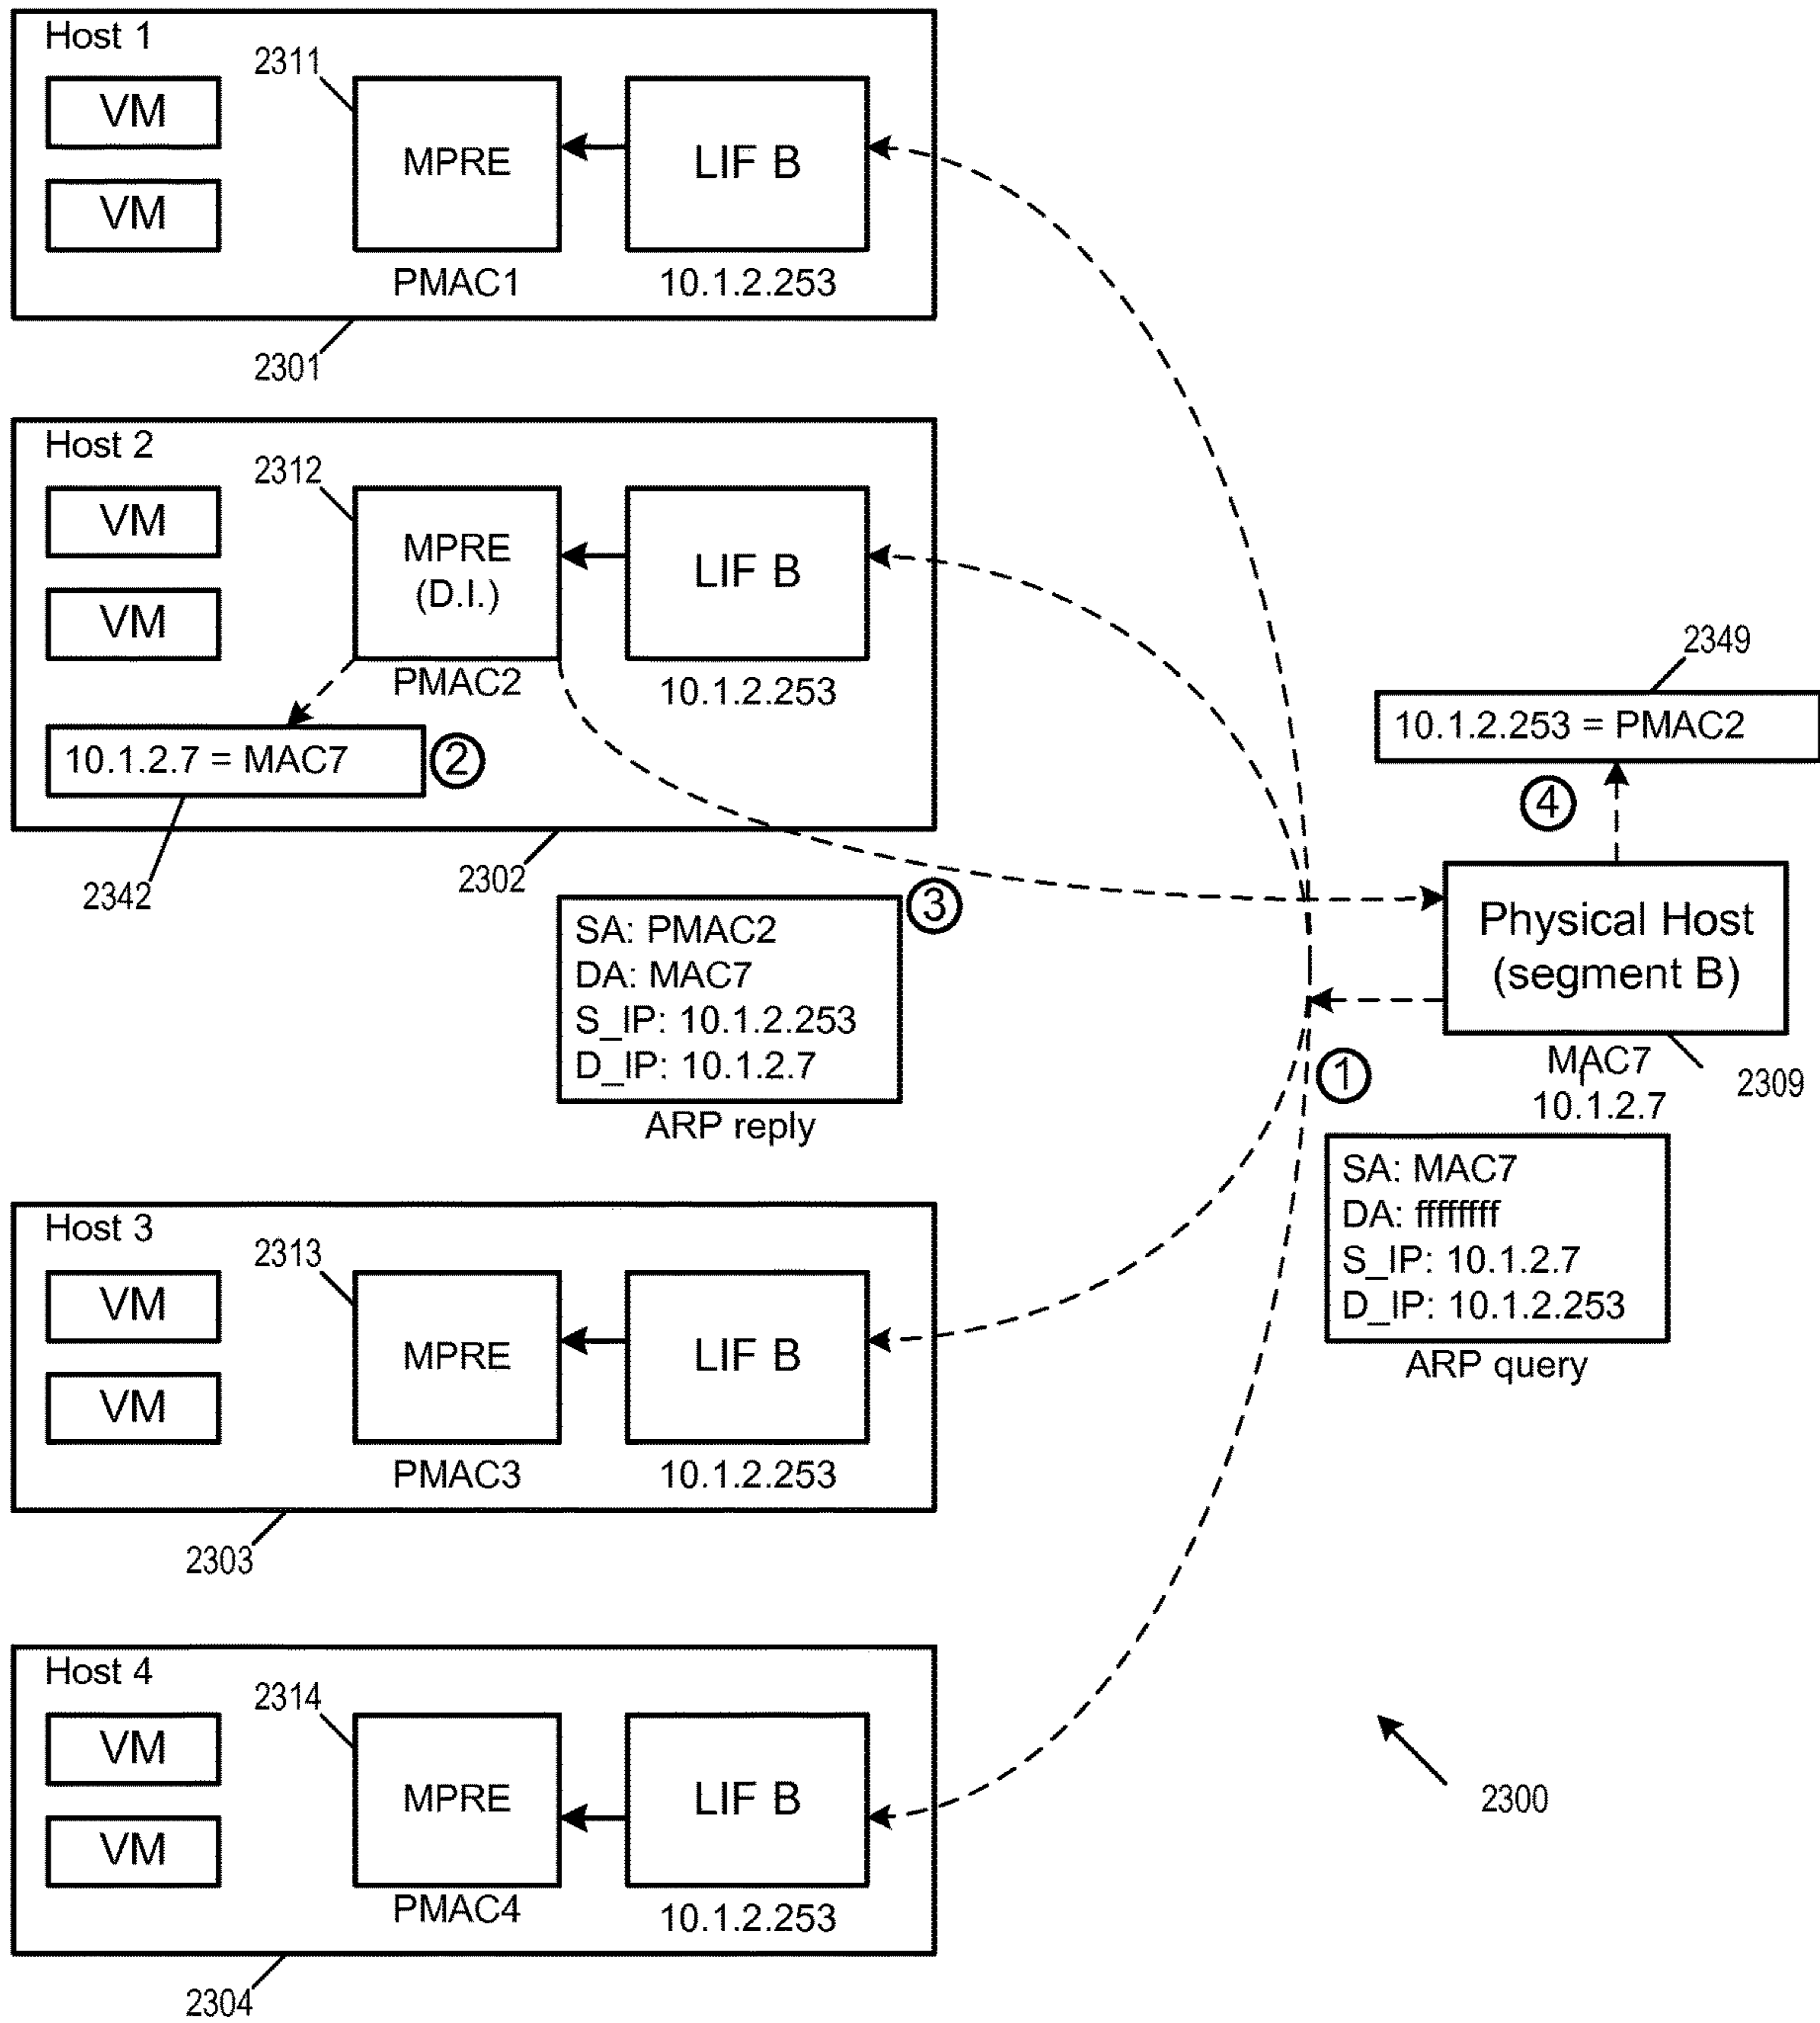 Host 1
2311
VM
VM
MPRE
LIF B
PMAC1
10.1.2.253
2301
Host 2
2312
VM
VM
MPRE
(D.I.)
LIF B
PMAC2
10.1.2.253
10.1.2.7 = MAC7
2
2342
2302
2349
10.1.2.253 = PMAC2
4
Physical Host
(segment B)
MAC7
10.1.2.7
2309
3
SA: PMAC2
DA: MAC7
S_IP: 10.1.2.253
D_IP: 10.1.2.7
ARP reply
1
SA: MAC7
DA: ffffffff
S_IP: 10.1.2.7
D_IP: 10.1.2.253
ARP query
Host 3
2313
VM
VM
MPRE
LIF B
PMAC3
10.1.2.253
2303
Host 4
2314
VM
VM
MPRE
LIF B
PMAC4
10.1.2.253
2304
2300